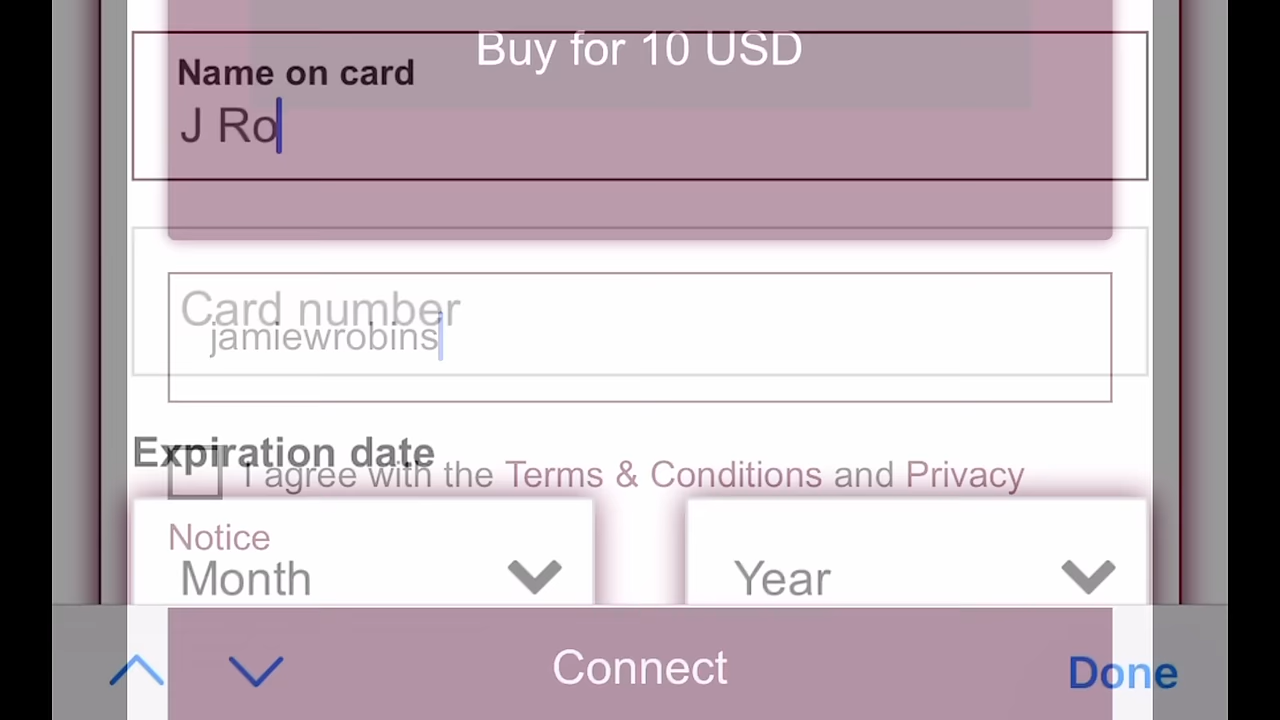 Buy for 10 USD
Name on card
J Ro
Card number
jamiewrobins
Expiration date
I agree with the Terms & Conditions and Privacy
Notice
Month
Year
Connect
Done